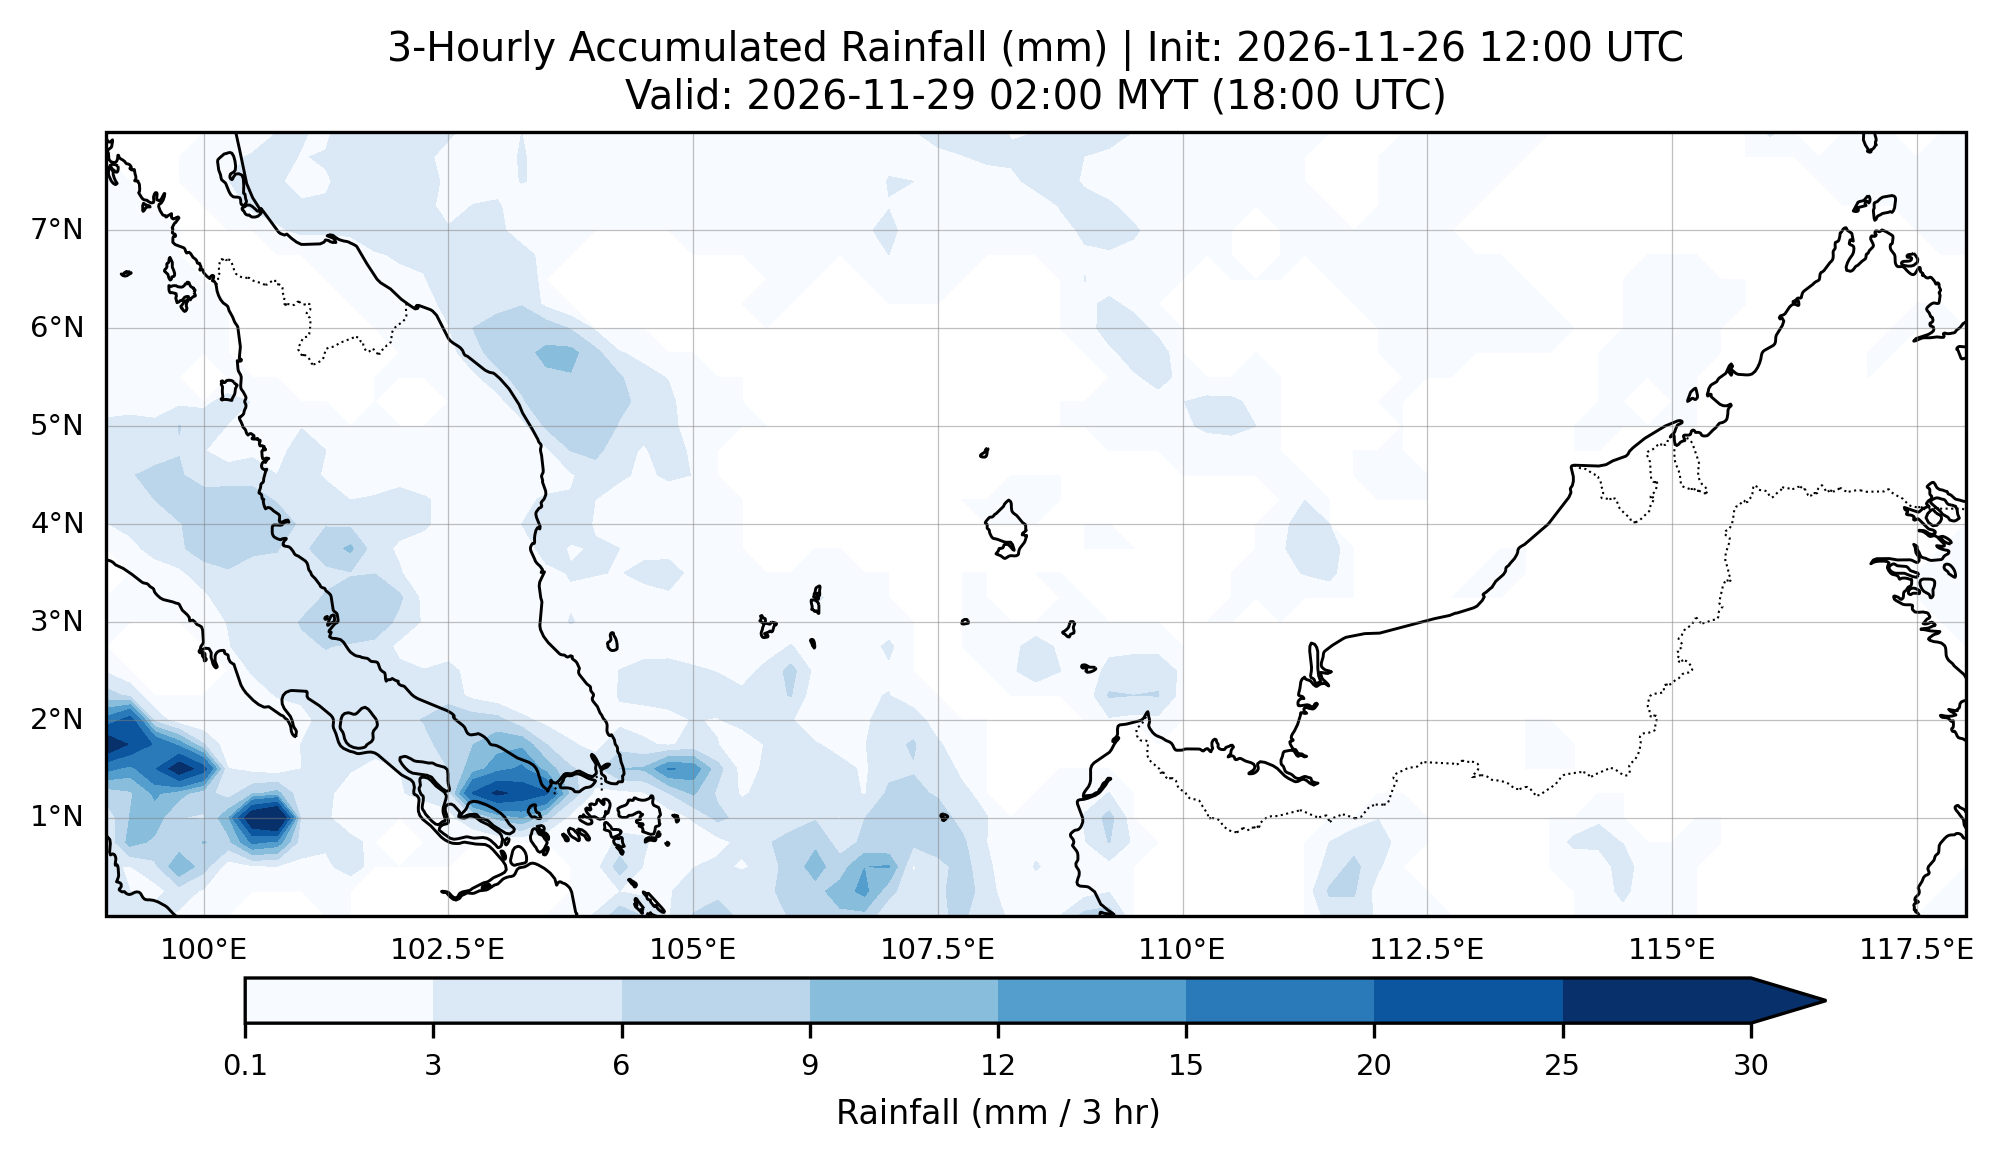 3-Hourly Accumulated Rainfall (mm) | Init: 2026-11-26 12:00 UTC
Valid: 2026-11-29 02:00 MYT (18:00 UTC)
7°N
6°N
5°N
4°N
3°N
2°N
1°N
100°E 102.5°E 105°E 107.5°E 110°E 112.5°E 115°E 117.5°E
0.1 3 6 9 12 15 20 25 30
Rainfall (mm / 3 hr)